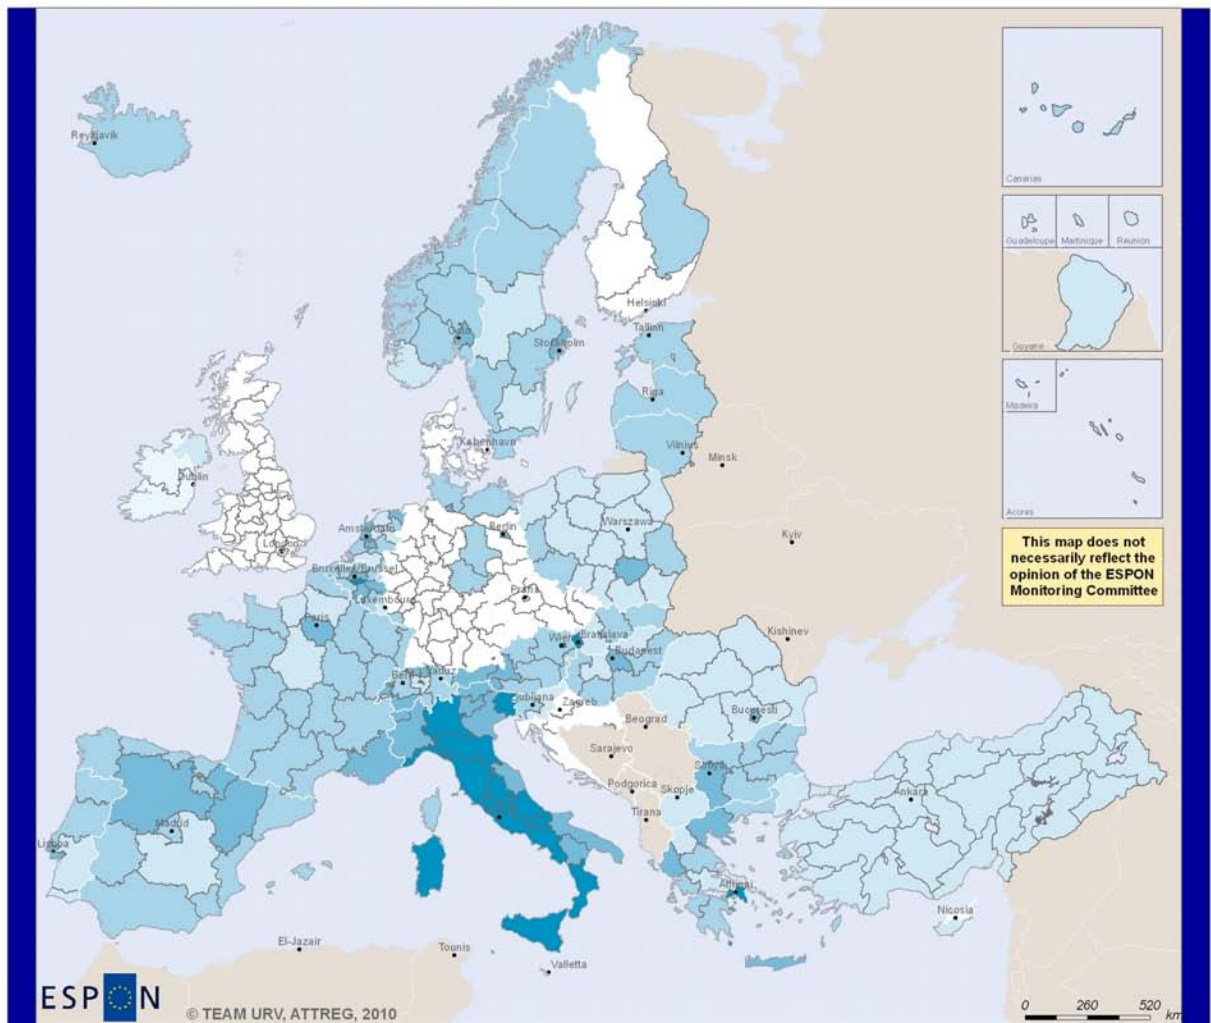 Reykjavik
Canarias
Guadeloupe Martinique Réunion
Guyane
Madeira
Acores
This map does not
necessarily reflect the
opinion of the ESPON
Monitoring Committee
Helsinki
Tallinn
Oslo
Stockholm
Riga
København
Vilnius
Minsk
Dublin
Amsterdam
Berlin
Warszawa
London
Kyiv
Bruxelles/Brussel
Praha
Luxembourg
Paris
Kishinev
Wien
Bratislava
Budapest
Bern
Vaduz
Ljubljana
Zagreb
Bucuresti
Beograd
Sarajevo
Sofiya
Podgorica
Skopje
Ankara
Madrid
Tirana
Lisboa
Athinai
Nicosia
El-Jazair
Tounis
Valletta
ESPON
© TEAM URV, ATTREG, 2010
0 260 520
km